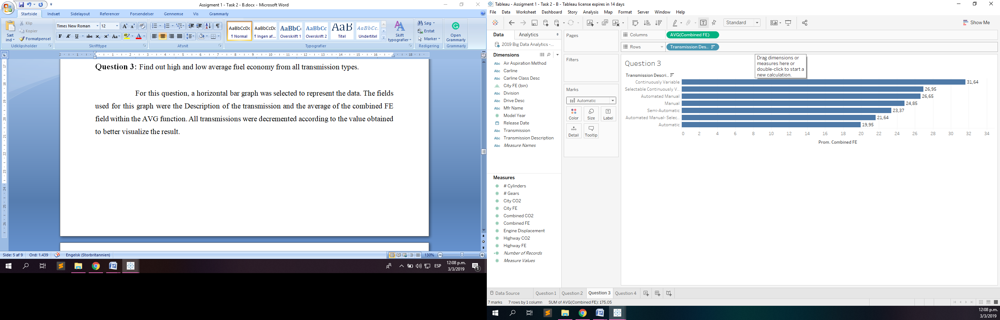 Assigment 1 - Task 2 - B.docx - Microsoft Word
Startside Indsæt Sidelayout Referencer Forsendelser Gennemse Vis Grammarly
Sæt ind
Klip
Kopier
Formatpensel
Udklipsholder
Times New Roman 12
F K U abc x₂ x² Aa
Skrifttype
Afsnit
AaBbCcDc AaBbCcDc AaBbC AaBbCc AaB AaBbCc.
¶ Normal ¶ Ingen af... Overskrift 1 Overskrift 2 Titel Undertitel
Skift typografier
Typografier
Søg
Erstat
Marker
Redigering
Open Grammarly
Grammarly
Question 3: Find out high and low average fuel economy from all transmission types.
For this question, a horizontal bar graph was selected to represent the data. The fields
used for this graph were the Description of the transmission and the average of the combined FE
field within the AVG function. All transmissions were decremented according to the value obtained
to better visualize the result.
Side: 5 af 9 Ord: 1.439 Engelsk (Storbritannien) 130%
ESP 12:08 p.m.
3/3/2019
1
Tableau - Assigment 1 - Task 2 - B - Tableau license expires in 14 days
File Data Worksheet Dashboard Story Analysis Map Format Server Window Help
Standard Show Me
Data Analytics
2019 Big Data Analytics -...
Dimensions
Abc Air Aspiration Method
Abc Carline
Abc Carline Class Desc
City FE (bin)
Abc Division
Abc Drive Desc
Abc Mfr Name
# Model Year
Release Date
Abc Transmission
Abc Transmission Description
Abc Measure Names
Measures
# # Cylinders
# # Gears
# City CO2
# City FE
# Combined CO2
# Combined FE
# Engine Displacement
# Highway CO2
# Highway FE
=# Number of Records
# Measure Values
Pages
Filters
Marks
Automatic
Color Size Label
Detail Tooltip
Columns AVG(Combined FE)
Rows Transmission Des..
Drag dimensions or
measures here or
double-click to start a
new calculation.
Question 3
Transmission Descri..
Continuously Variable 31,64
Selectable Continuously V.. 26,95
Automated Manual 26,65
Manual 24,85
Semi-Automatic 23,37
Automated Manual- Selec.. 21,64
Automatic 19,95
0 2 4 6 8 10 12 14 16 18 20 22 24 26 28 30 32 34
Prom. Combined FE
Data Source Question 1 Question 2 Question 3 Question 4
7 marks 7 rows by 1 column SUM of AVG(Combined FE): 175,05
12:08 p.m.
3/3/2019